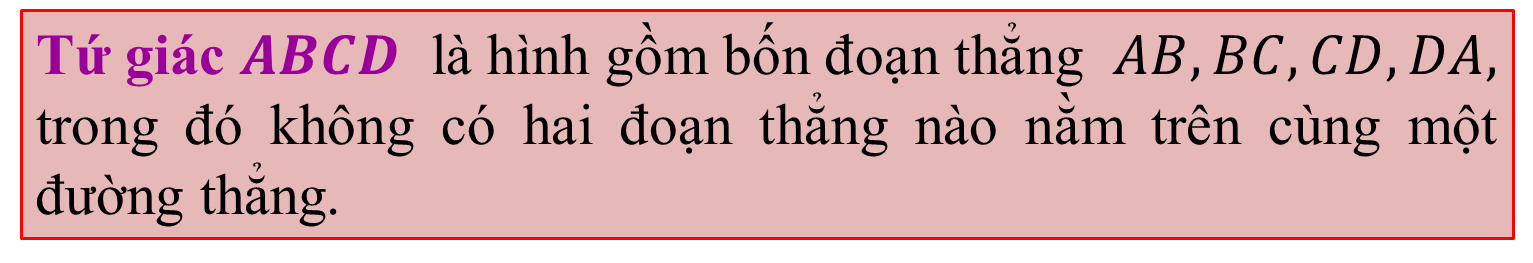 Tứ giác ABCD là hình gồm bốn đoạn thẳng AB, BC, CD, DA,
trong đó không có hai đoạn thẳng nào nằm trên cùng một
đường thẳng.